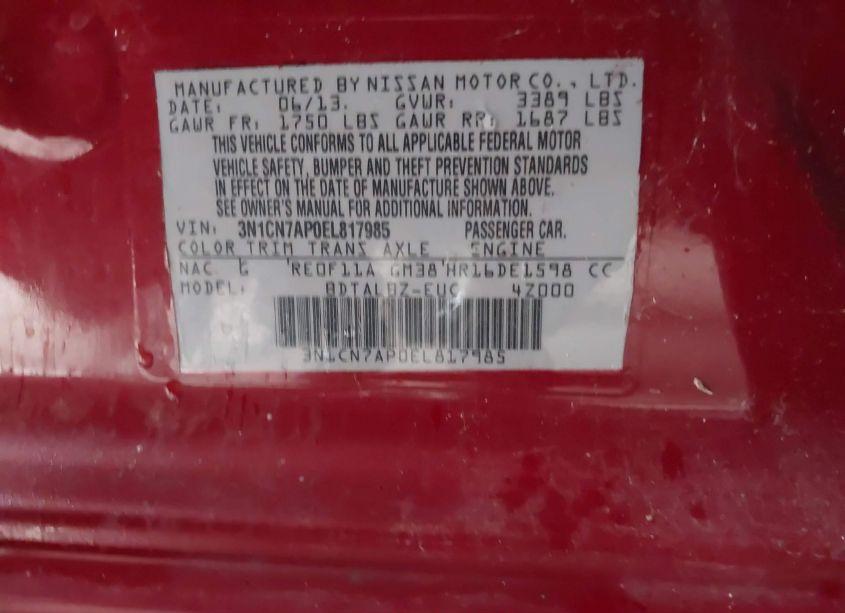 MANUFACTURED BY NISSAN MOTOR CO., LTD.
DATE: 06/13. GVWR: 3389 LBS
GAWR FR: 1750 LBS GAWR RR: 1687 LBS
THIS VEHICLE CONFORMS TO ALL APPLICABLE FEDERAL MOTOR
VEHICLE SAFETY, BUMPER AND THEFT PREVENTION STANDARDS
IN EFFECT ON THE DATE OF MANUFACTURE SHOWN ABOVE.
SEE OWNER'S MANUAL FOR ADDITIONAL INFORMATION.
VIN: 3N1CN7AP0EL817985 PASSENGER CAR.
COLOR TRIM TRANS AXLE ENGINE
NAC G RE0F11A GM38 HR16DE1598 CC
MODEL: BDTALBZ-EUC 4Z000
3N1CN7AP0EL817985